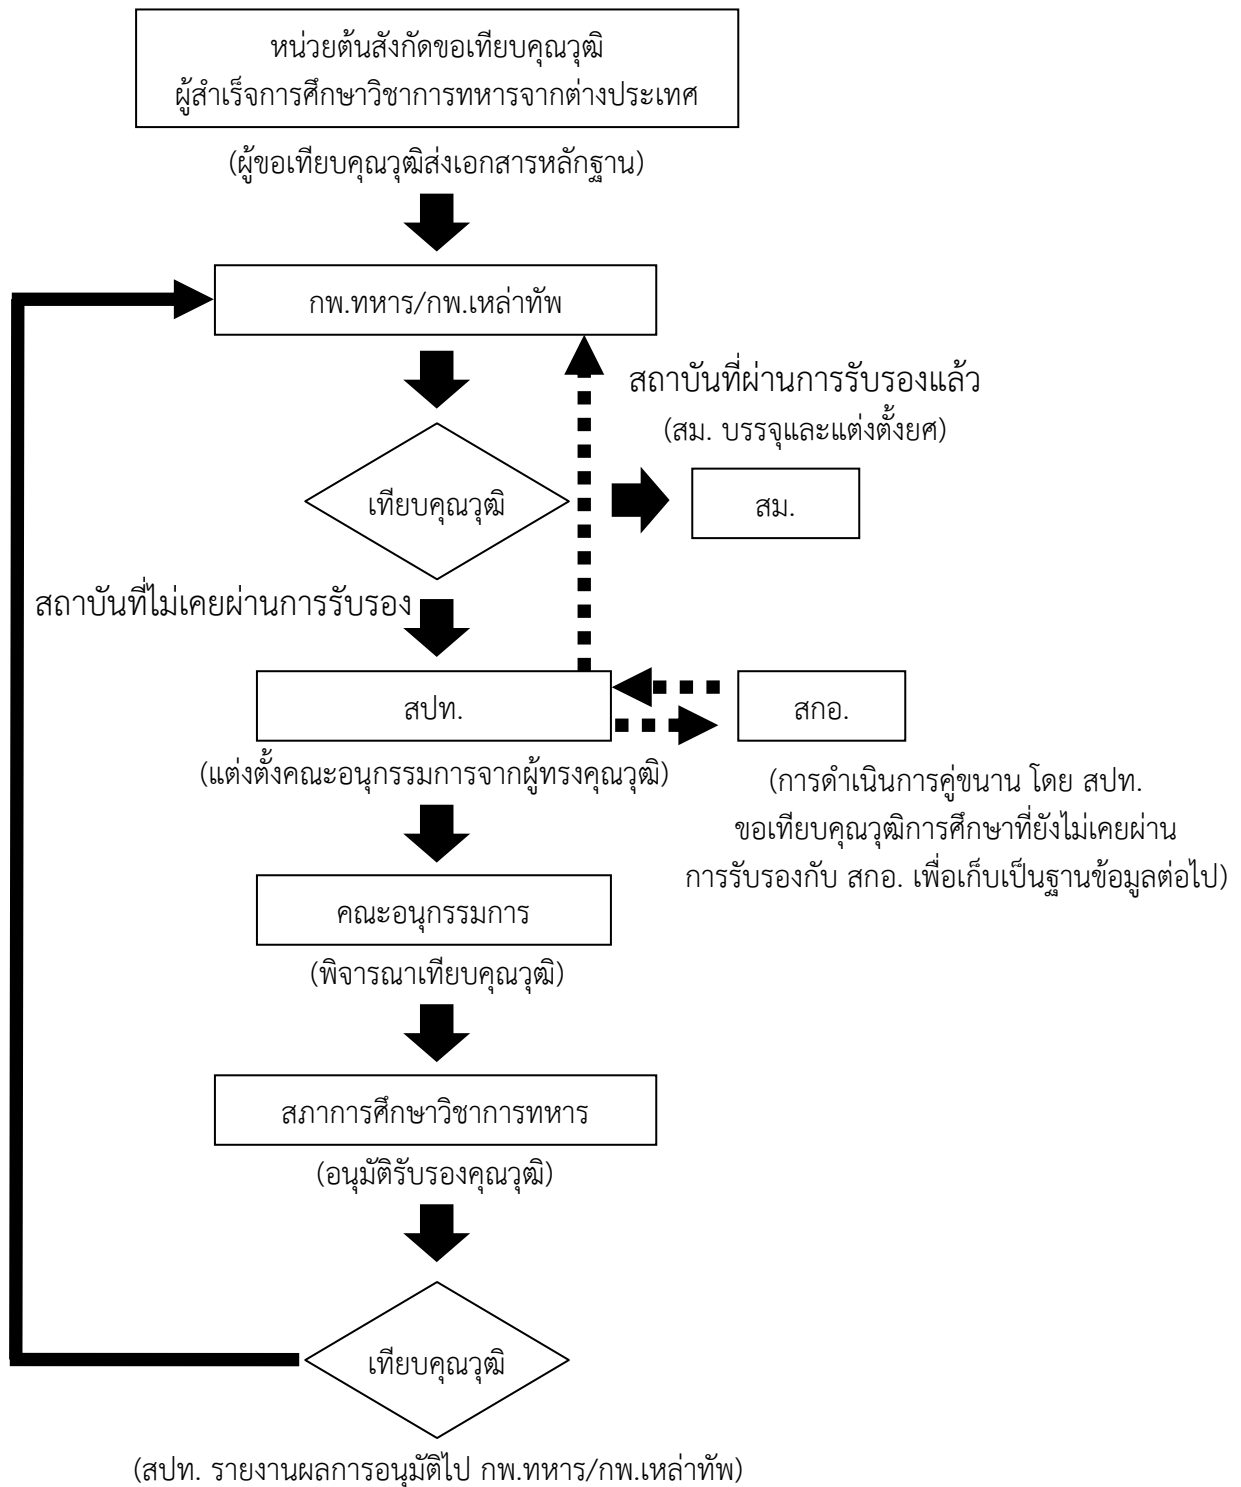 หน่วยต้นสังกัดขอเทียบคุณวุฒิ
ผู้สำเร็จการศึกษาวิชาการทหารจากต่างประเทศ
(ผู้ขอเทียบคุณวุฒิส่งเอกสารหลักฐาน)
กพ.ทหาร/กพ.เหล่าทัพ
สถาบันที่ผ่านการรับรองแล้ว
(สม. บรรจุและแต่งตั้งยศ)
เทียบคุณวุฒิ
สม.
สถาบันที่ไม่เคยผ่านการรับรอง
สปท.
สกอ.
(แต่งตั้งคณะอนุกรรมการจากผู้ทรงคุณวุฒิ)
(การดำเนินการคู่ขนาน โดย สปท.
ขอเทียบคุณวุฒิการศึกษาที่ยังไม่เคยผ่าน
การรับรองกับ สกอ. เพื่อเก็บเป็นฐานข้อมูลต่อไป)
คณะอนุกรรมการ
(พิจารณาเทียบคุณวุฒิ)
สภาการศึกษาวิชาการทหาร
(อนุมัติรับรองคุณวุฒิ)
เทียบคุณวุฒิ
(สปท. รายงานผลการอนุมัติไป กพ.ทหาร/กพ.เหล่าทัพ)